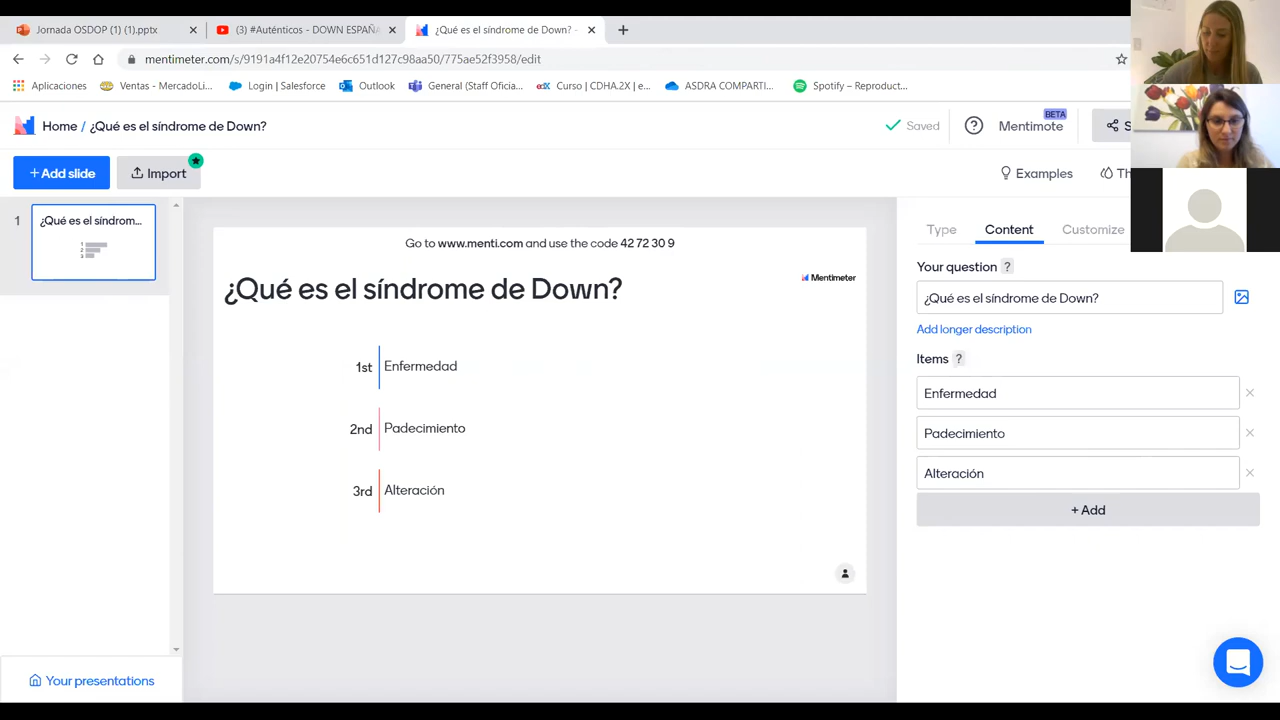 Jornada OSDOP (1) (1).pptx
(3) #Auténticos - DOWN ESPAÑA
¿Qué es el síndrome de Down? -
mentimeter.com/s/9191a4f12e20754e6c651d127c98aa50/775ae52f3958/edit
Aplicaciones
Ventas - MercadoLi...
Login | Salesforce
Outlook
General (Staff Oficia...
Curso | CDHA.2X | e...
ASDRA COMPARTI...
Spotify – Reproduct...
Home / ¿Qué es el síndrome de Down?
Saved
Mentimote
BETA
S
+ Add slide
Import
Examples
Th
1
¿Qué es el síndrom...
Go to www.menti.com and use the code 42 72 30 9
¿Qué es el síndrome de Down?
Mentimeter
1st Enfermedad
2nd Padecimiento
3rd Alteración
Type Content Customize
Your question ?
¿Qué es el síndrome de Down?
Add longer description
Items ?
Enfermedad
Padecimiento
Alteración
+ Add
Your presentations